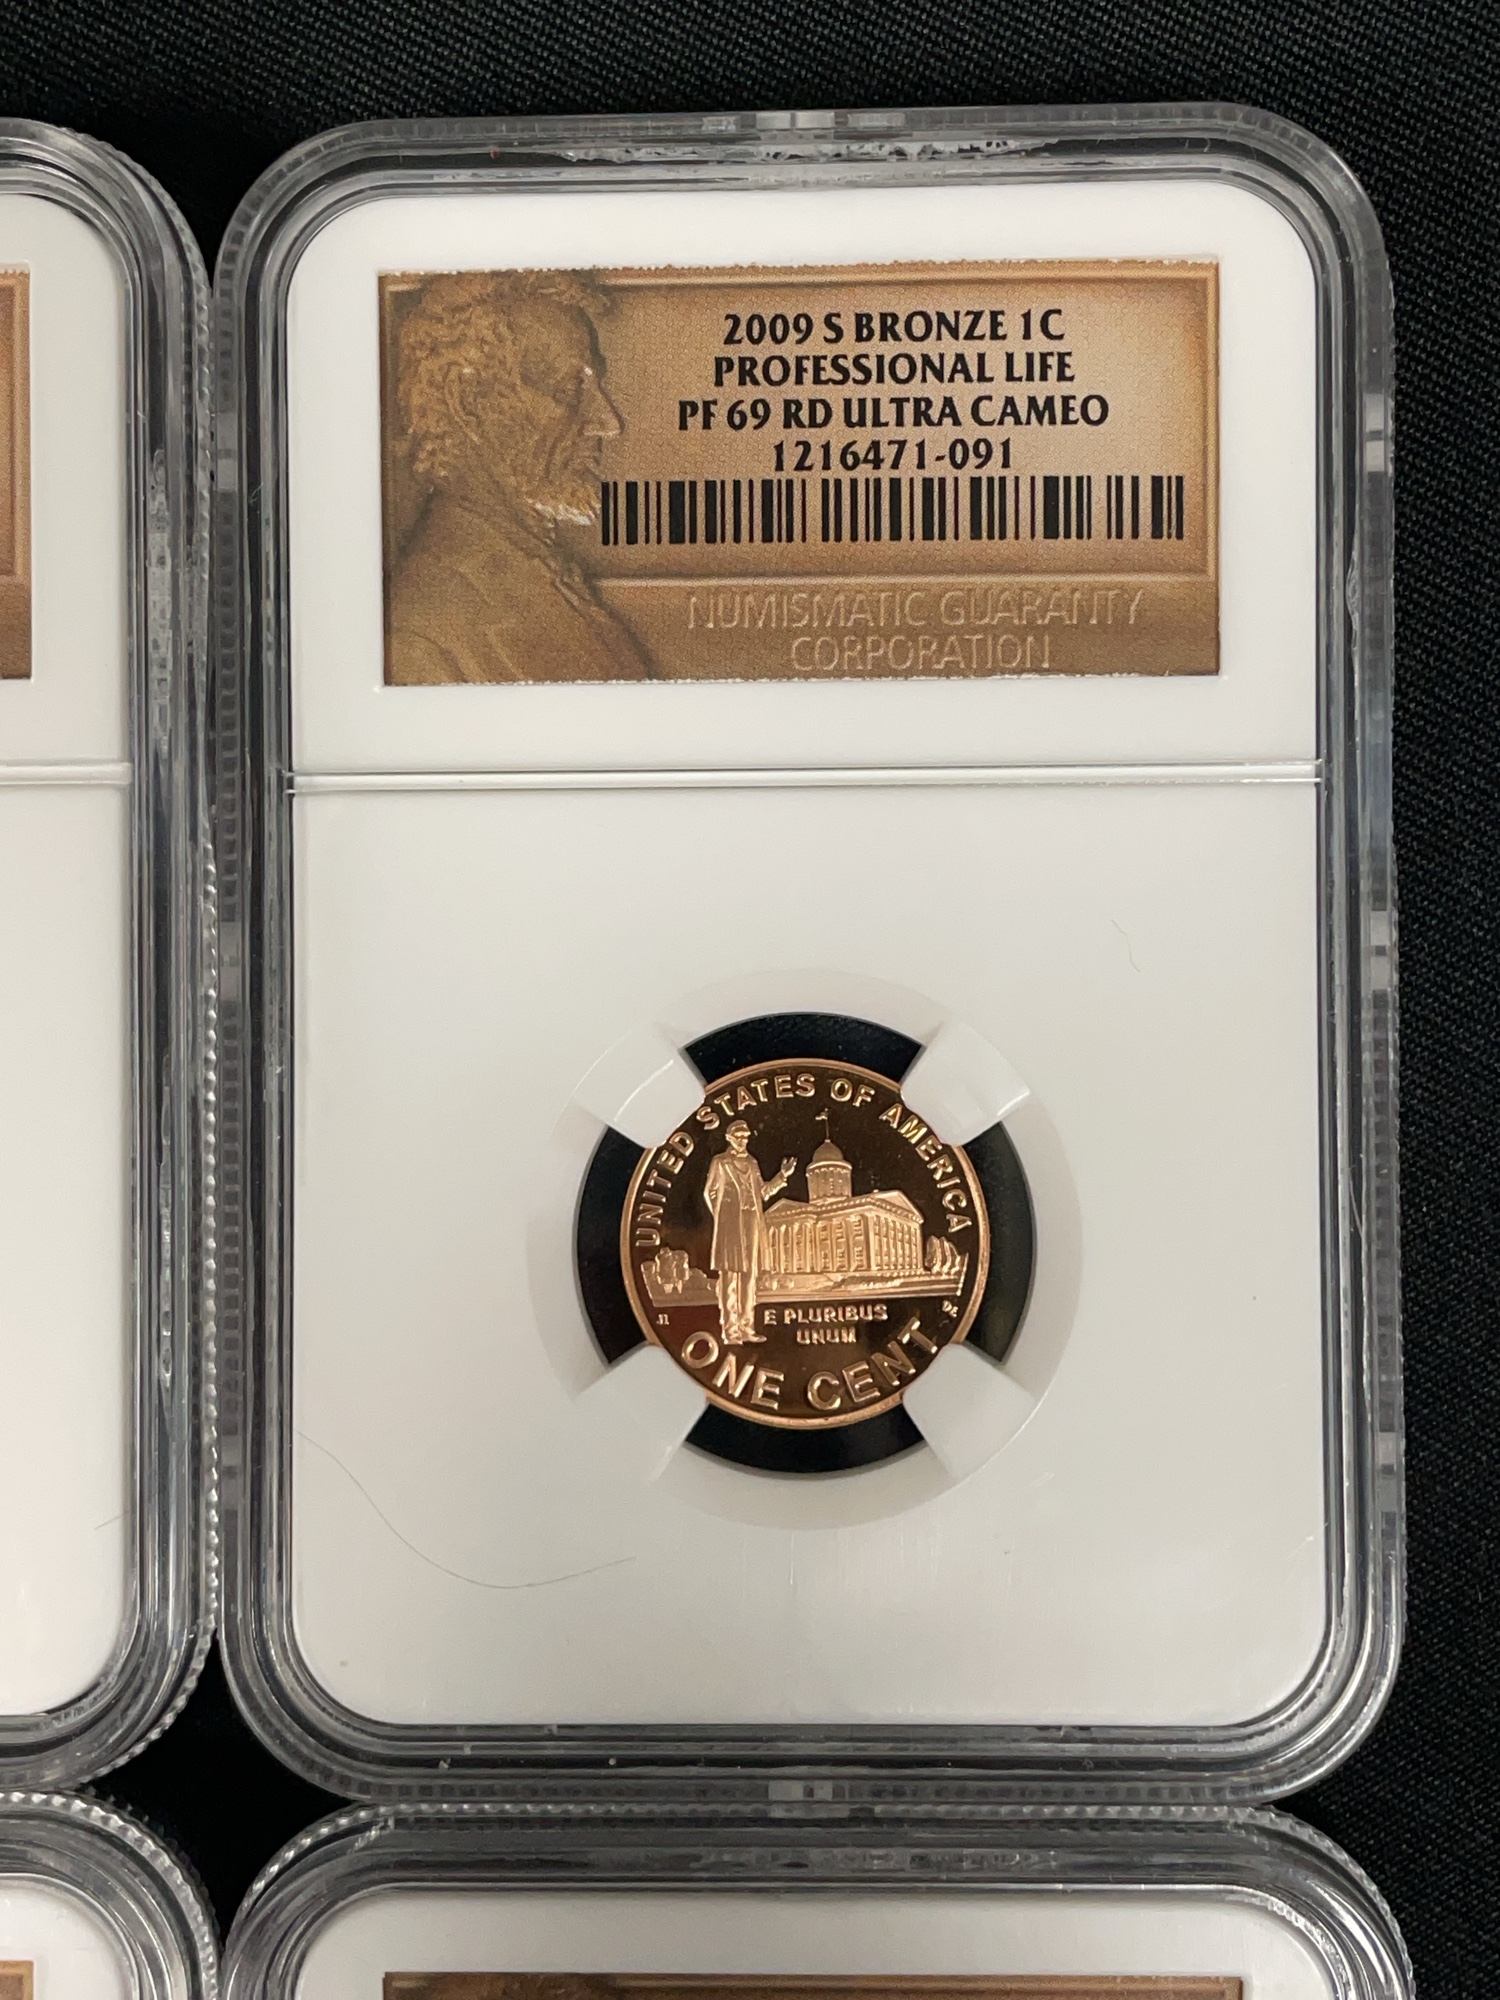 2009 S BRONZE 1C
PROFESSIONAL LIFE
PF 69 RD ULTRA CAMEO
1216471-091
NUMISMATIC GUARANTY
CORPORATION
UNITED STATES OF AMERICA
E PLURIBUS
UNUM
ONE CENT